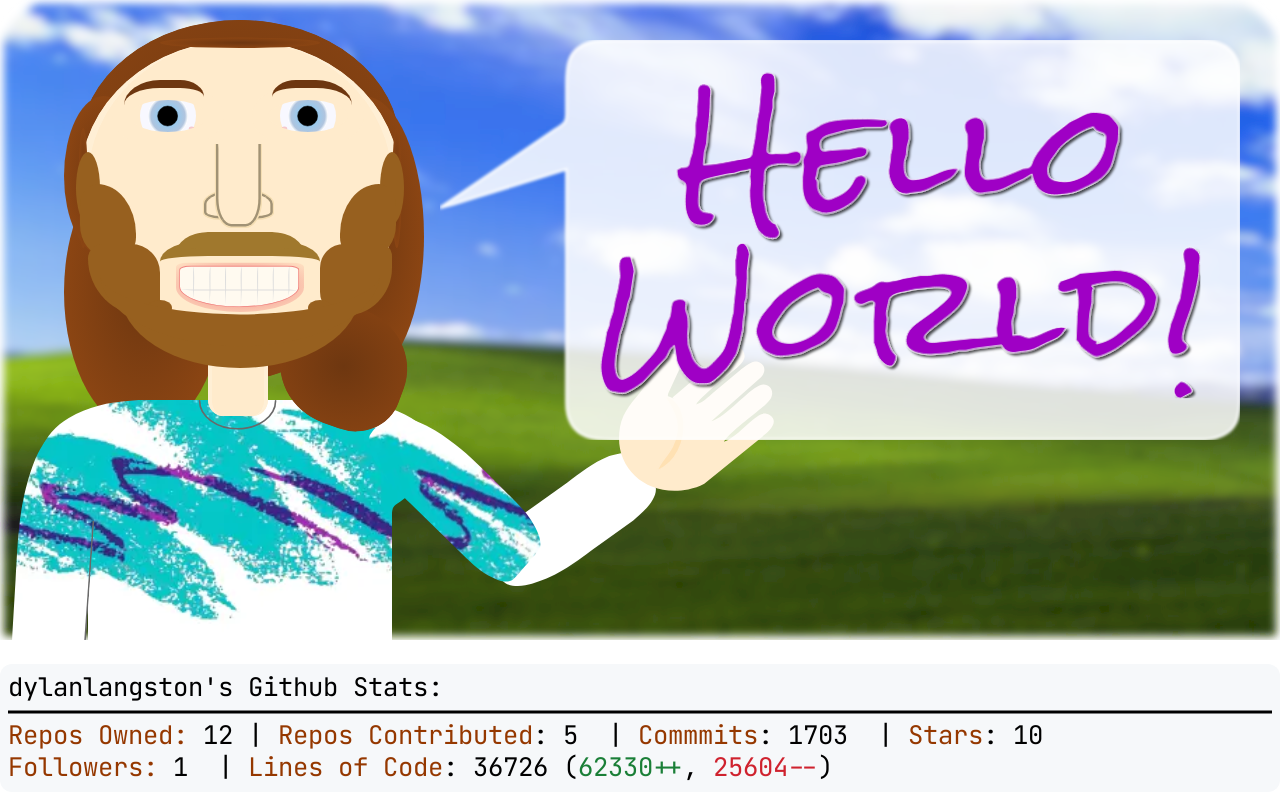 Hello
World!
dylanlangston's Github Stats:
Repos Owned: 12 | Repos Contributed: 5 | Commmits: 1703 | Stars: 10
Followers: 1 | Lines of Code: 36726 (62330++, 25604--)